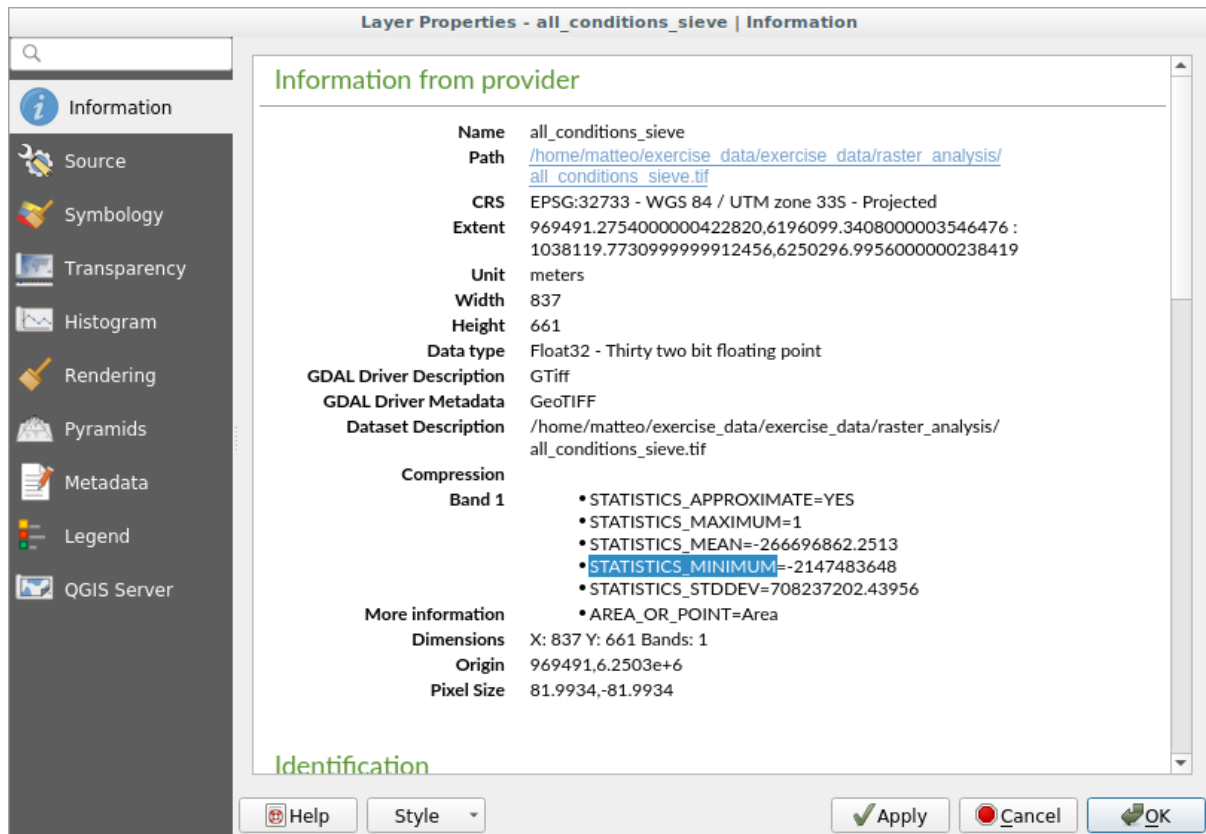 Layer Properties - all_conditions_sieve | Information
Information
Source
Symbology
Transparency
Histogram
Rendering
Pyramids
Metadata
Legend
QGIS Server
Information from provider
Name all_conditions_sieve
Path /home/matteo/exercise_data/exercise_data/raster_analysis/
all_conditions_sieve.tif
CRS EPSG:32733 - WGS 84 / UTM zone 33S - Projected
Extent 969491.2754000000422820,6196099.3408000003546476 :
1038119.7730999999912456,6250296.9956000000238419
Unit meters
Width 837
Height 661
Data type Float32 - Thirty two bit floating point
GDAL Driver Description GTiff
GDAL Driver Metadata GeoTIFF
Dataset Description /home/matteo/exercise_data/exercise_data/raster_analysis/
all_conditions_sieve.tif
Compression
Band 1 • STATISTICS_APPROXIMATE=YES
• STATISTICS_MAXIMUM=1
• STATISTICS_MEAN=-266696862.2513
• STATISTICS_MINIMUM=-2147483648
• STATISTICS_STDDEV=708237202.43956
More information • AREA_OR_POINT=Area
Dimensions X: 837 Y: 661 Bands: 1
Origin 969491,6.2503e+6
Pixel Size 81.9934,-81.9934
Identification
Help Style Apply Cancel OK